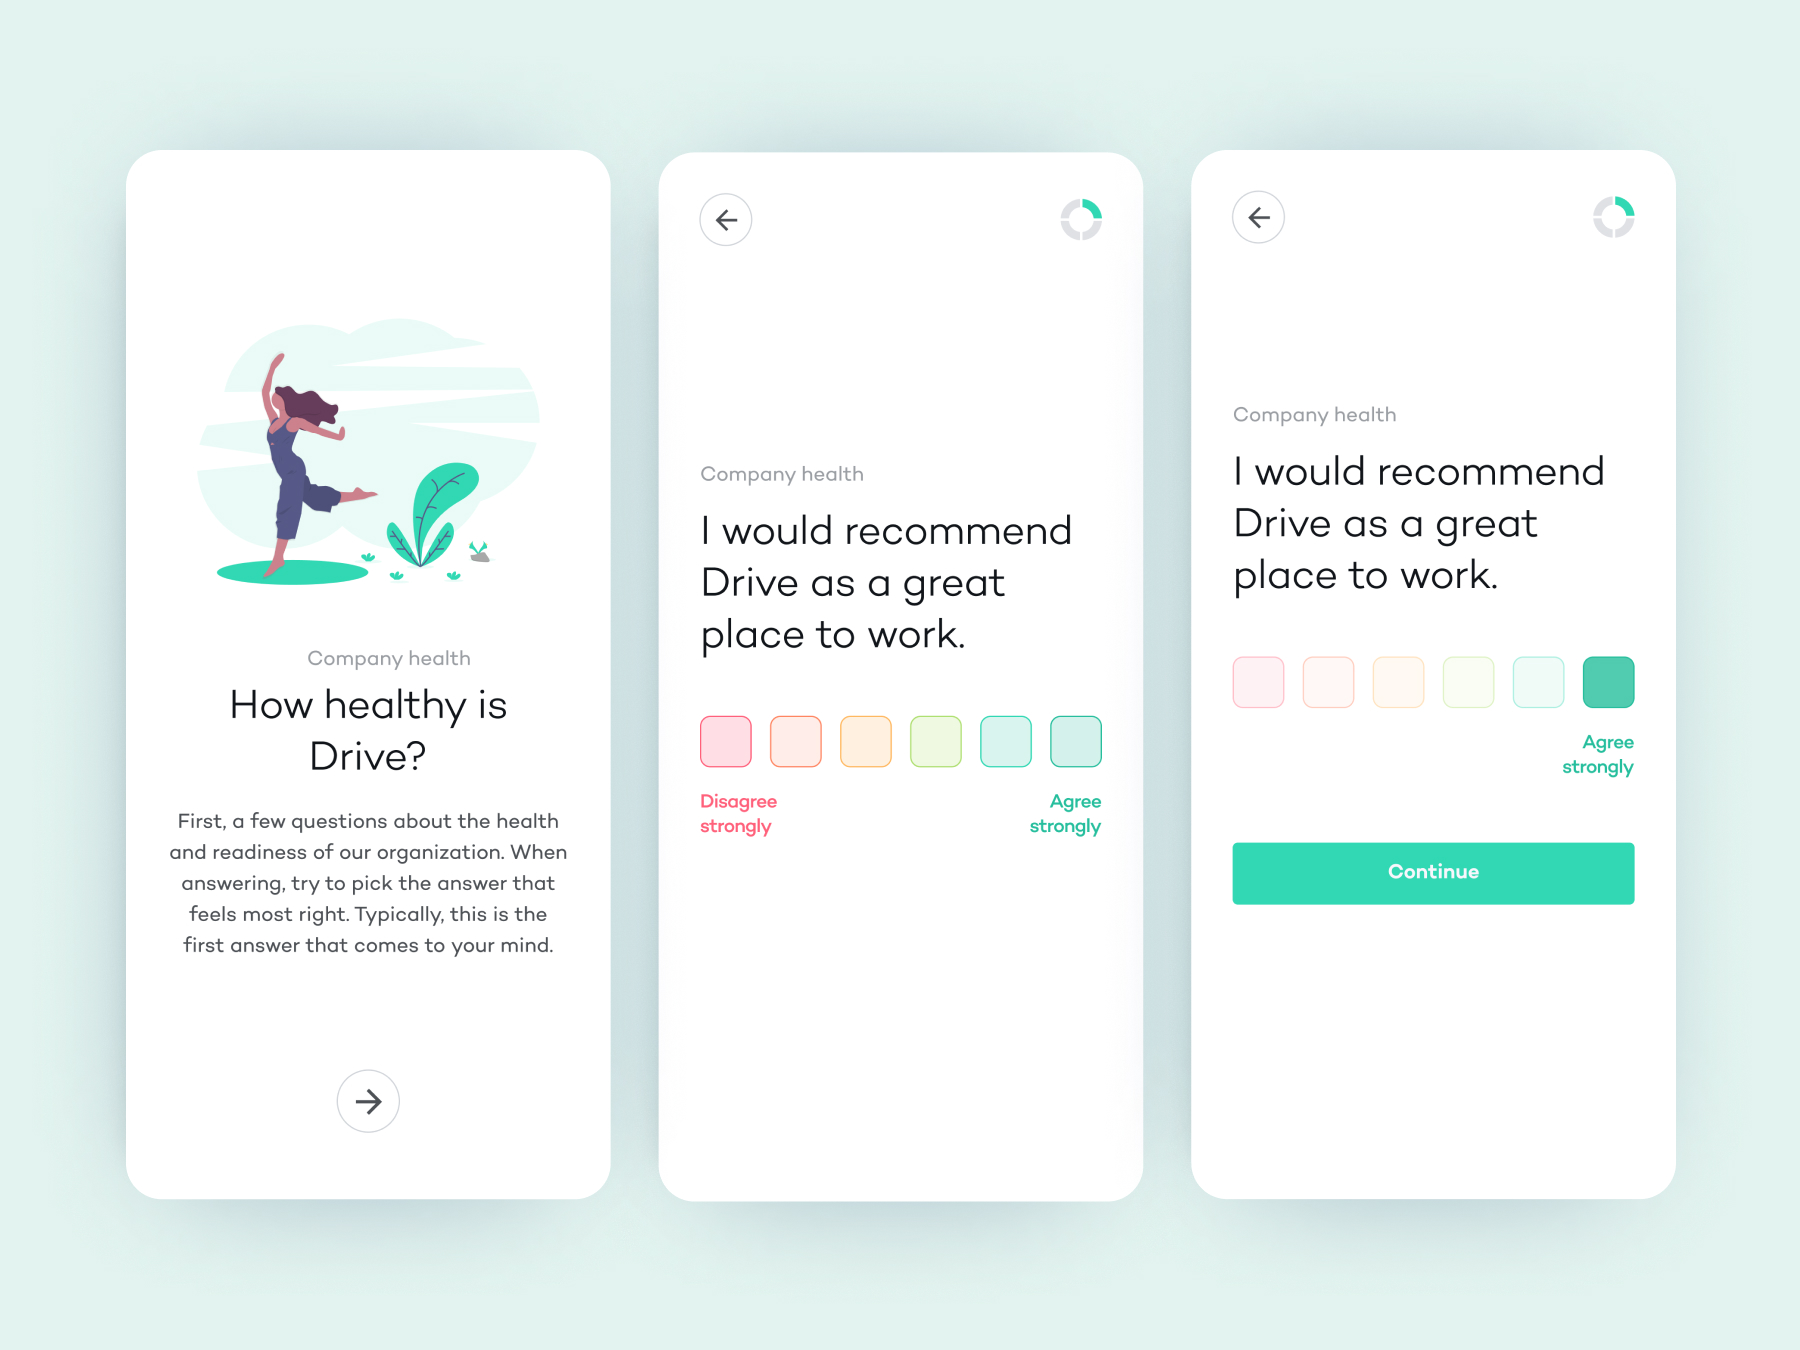 Company health
How healthy is
Drive?
First, a few questions about the health
and readiness of our organization. When
answering, try to pick the answer that
feels most right. Typically, this is the
first answer that comes to your mind.
Company health
I would recommend
Drive as a great
place to work.
Disagree
strongly
Agree
strongly
Company health
I would recommend
Drive as a great
place to work.
Agree
strongly
Continue